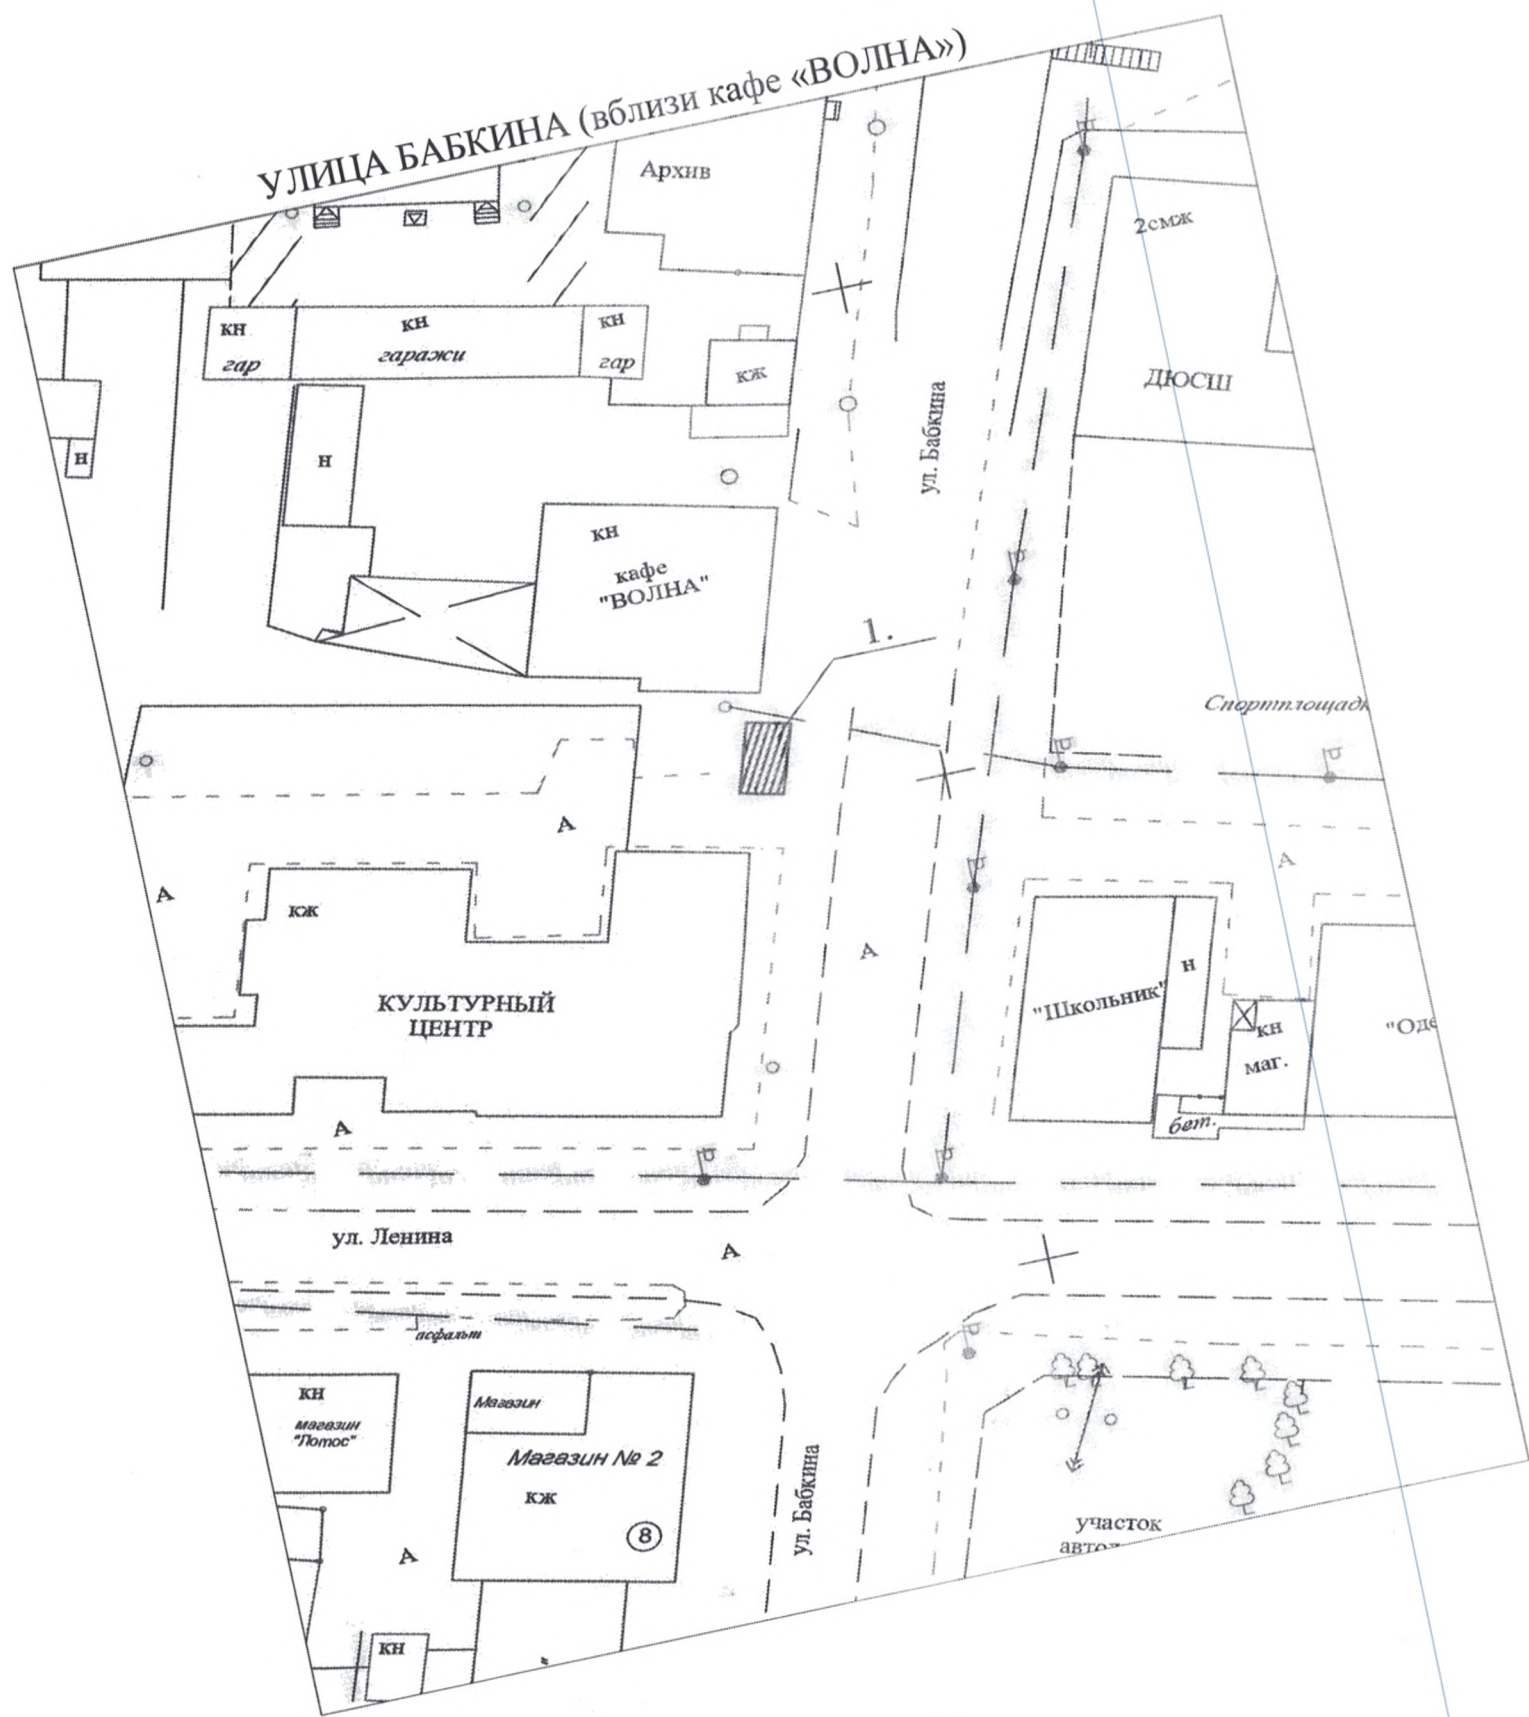 УЛИЦА БАБКИНА (вблизи кафе «ВОЛНА»)
Архив
2смж
кн
гар
кн
гаражи
кн
гар
кж
ДЮСШ
ул. Бабкина
н
н
кн
кафе
"ВОЛНА"
1.
Спортплощадк
А
А
А
кж
А
КУЛЬТУРНЫЙ
ЦЕНТР
"Школьник"
н
кн
маг.
"Оде
бет.
А
ул. Ленина
А
асфальт
кн
магазин
"Лотос"
Магазин
Магазин № 2
кж
8
ул. Бабкина
участок
А
кн